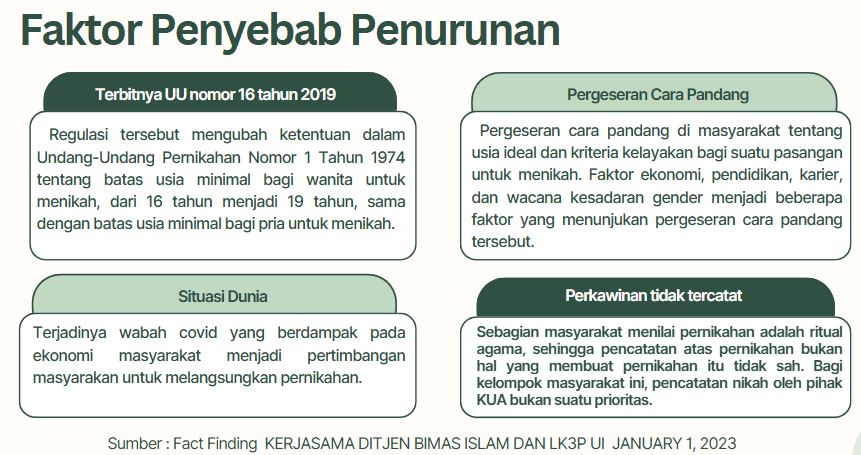 Faktor Penyebab Penurunan
Terbitnya UU nomor 16 tahun 2019
Regulasi tersebut mengubah ketentuan dalam
Undang-Undang Pernikahan Nomor 1 Tahun 1974
tentang batas usia minimal bagi wanita untuk
menikah, dari 16 tahun menjadi 19 tahun, sama
dengan batas usia minimal bagi pria untuk menikah.
Pergeseran Cara Pandang
Pergeseran cara pandang di masyarakat tentang
usia ideal dan kriteria kelayakan bagi suatu pasangan
untuk menikah. Faktor ekonomi, pendidikan, karier,
dan wacana kesadaran gender menjadi beberapa
faktor yang menunjukan pergeseran cara pandang
tersebut.
Situasi Dunia
Terjadinya wabah covid yang berdampak pada
ekonomi masyarakat menjadi pertimbangan
masyarakan untuk melangsungkan pernikahan.
Perkawinan tidak tercatat
Sebagian masyarakat menilai pernikahan adalah ritual
agama, sehingga pencatatan atas pernikahan bukan
hal yang membuat pernikahan itu tidak sah. Bagi
kelempok masyarakat ini, pencatatan nikah oleh pihak
KUA bukan suatu prioritas.
Sumber : Fact Finding KERJASAMA DITJEN BIMAS ISLAM DAN LK3P UI JANUARY 1, 2023